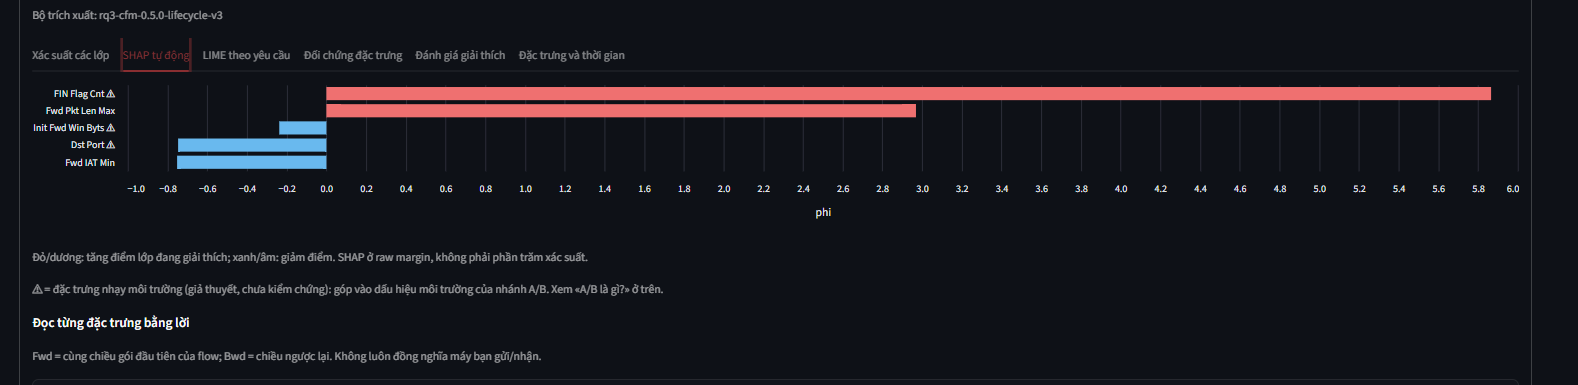 Bộ trích xuất: rq3-cfm-0.5.0-lifecycle-v3
Xác suất các lớp SHAP tự động LIME theo yêu cầu Đối chứng đặc trưng Đánh giá giải thích Đặc trưng và thời gian
FIN Flag Cnt ⚠
Fwd Pkt Len Max
Init Fwd Win Byts ⚠
Dst Port ⚠
Fwd IAT Min
−1.0 −0.8 −0.6 −0.4 −0.2 0.0 0.2 0.4 0.6 0.8 1.0 1.2 1.4 1.6 1.8 2.0 2.2 2.4 2.6 2.8 3.0 3.2 3.4 3.6 3.8 4.0 4.2 4.4 4.6 4.8 5.0 5.2 5.4 5.6 5.8 6.0
phi
Đỏ/dương: tăng điểm lớp đang giải thích; xanh/âm: giảm điểm. SHAP ở raw margin, không phải phần trăm xác suất.
⚠ = đặc trưng nhạy môi trường (giả thuyết, chưa kiểm chứng): góp vào dấu hiệu môi trường của nhánh A/B. Xem «A/B là gì?» ở trên.
Đọc từng đặc trưng bằng lời
Fwd = cùng chiều gói đầu tiên của flow; Bwd = chiều ngược lại. Không luôn đồng nghĩa máy bạn gửi/nhận.